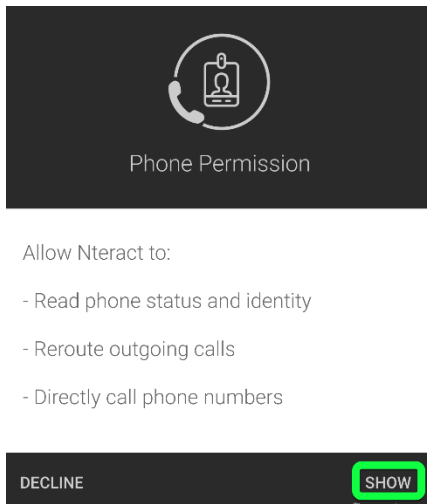 Phone Permission
Allow Nteract to:
- Read phone status and identity
- Reroute outgoing calls
- Directly call phone numbers
DECLINE
SHOW